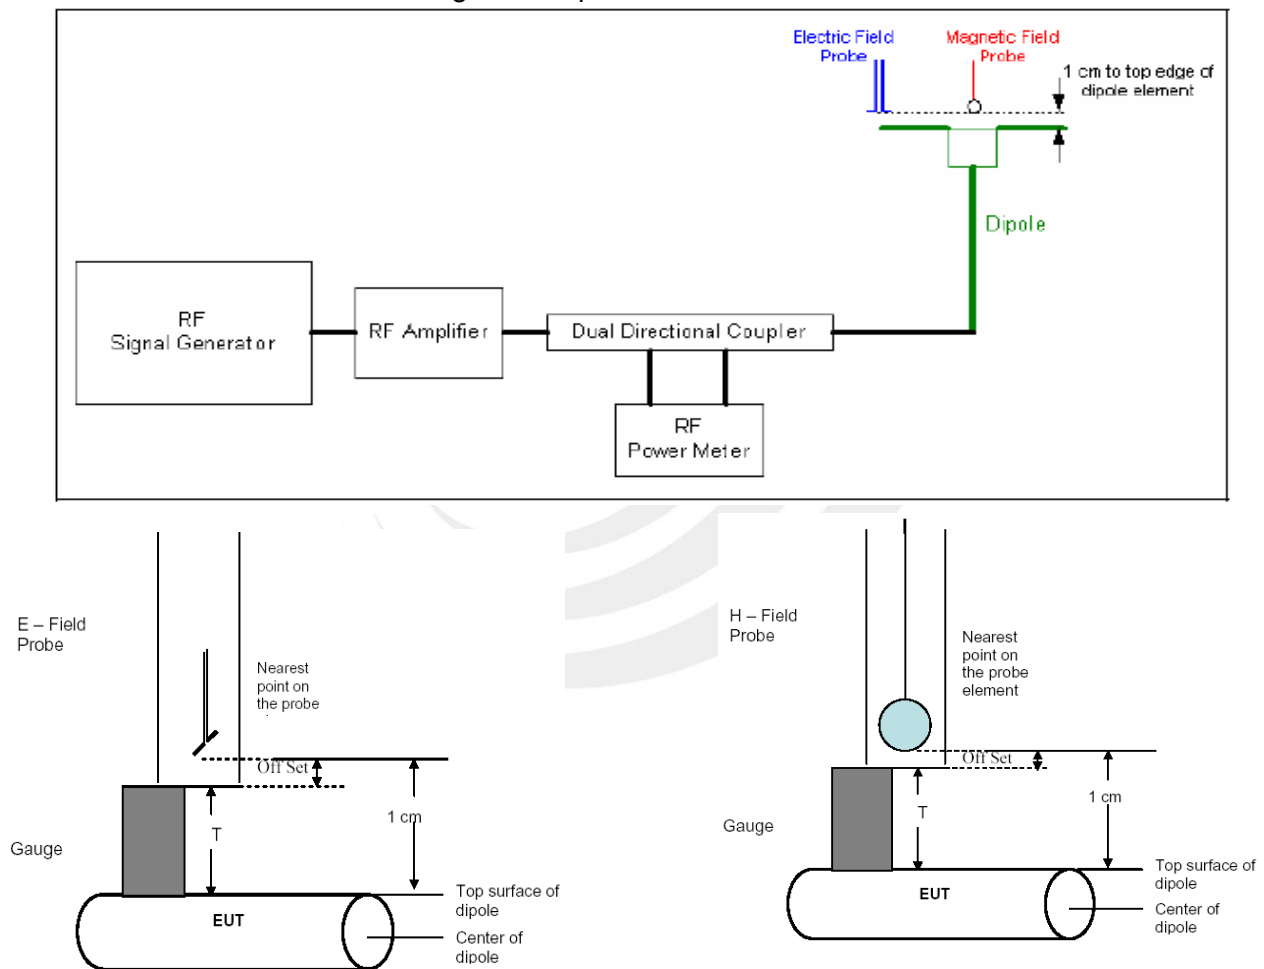 Electric Field
Probe
Magnetic Field
Probe
1 cm to top edge of
dipole element
Dipole
RF
Signal Generator
RF Amplifier
Dual Directional Coupler
RF
Power Meter
E – Field
Probe
Nearest
point on
the probe
Off Set
1 cm
T
Gauge
EUT
Top surface of
dipole
Center of
dipole
H – Field
Probe
Nearest
point on
the probe
element
Off Set
1 cm
T
Gauge
EUT
Top surface of
dipole
Center of
dipole